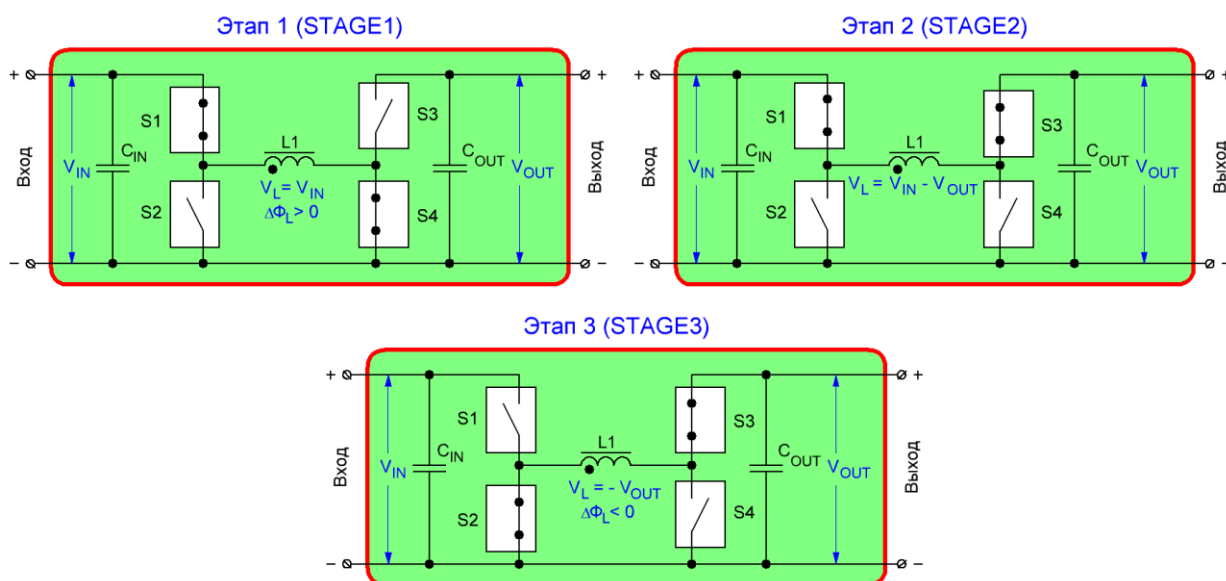 Этап 1 (STAGE1)
Этап 2 (STAGE2)
+ +
Вход
V_IN
C_IN
S1
S2
L1
V_L = V_IN
ΔΦ_L > 0
S3
S4
C_OUT
V_OUT
Выход
− −
+ +
Вход
V_IN
C_IN
S1
S2
L1
V_L = V_IN - V_OUT
S3
S4
C_OUT
V_OUT
Выход
− −
Этап 3 (STAGE3)
+ +
Вход
V_IN
C_IN
S1
S2
L1
V_L = - V_OUT
ΔΦ_L < 0
S3
S4
C_OUT
V_OUT
Выход
− −